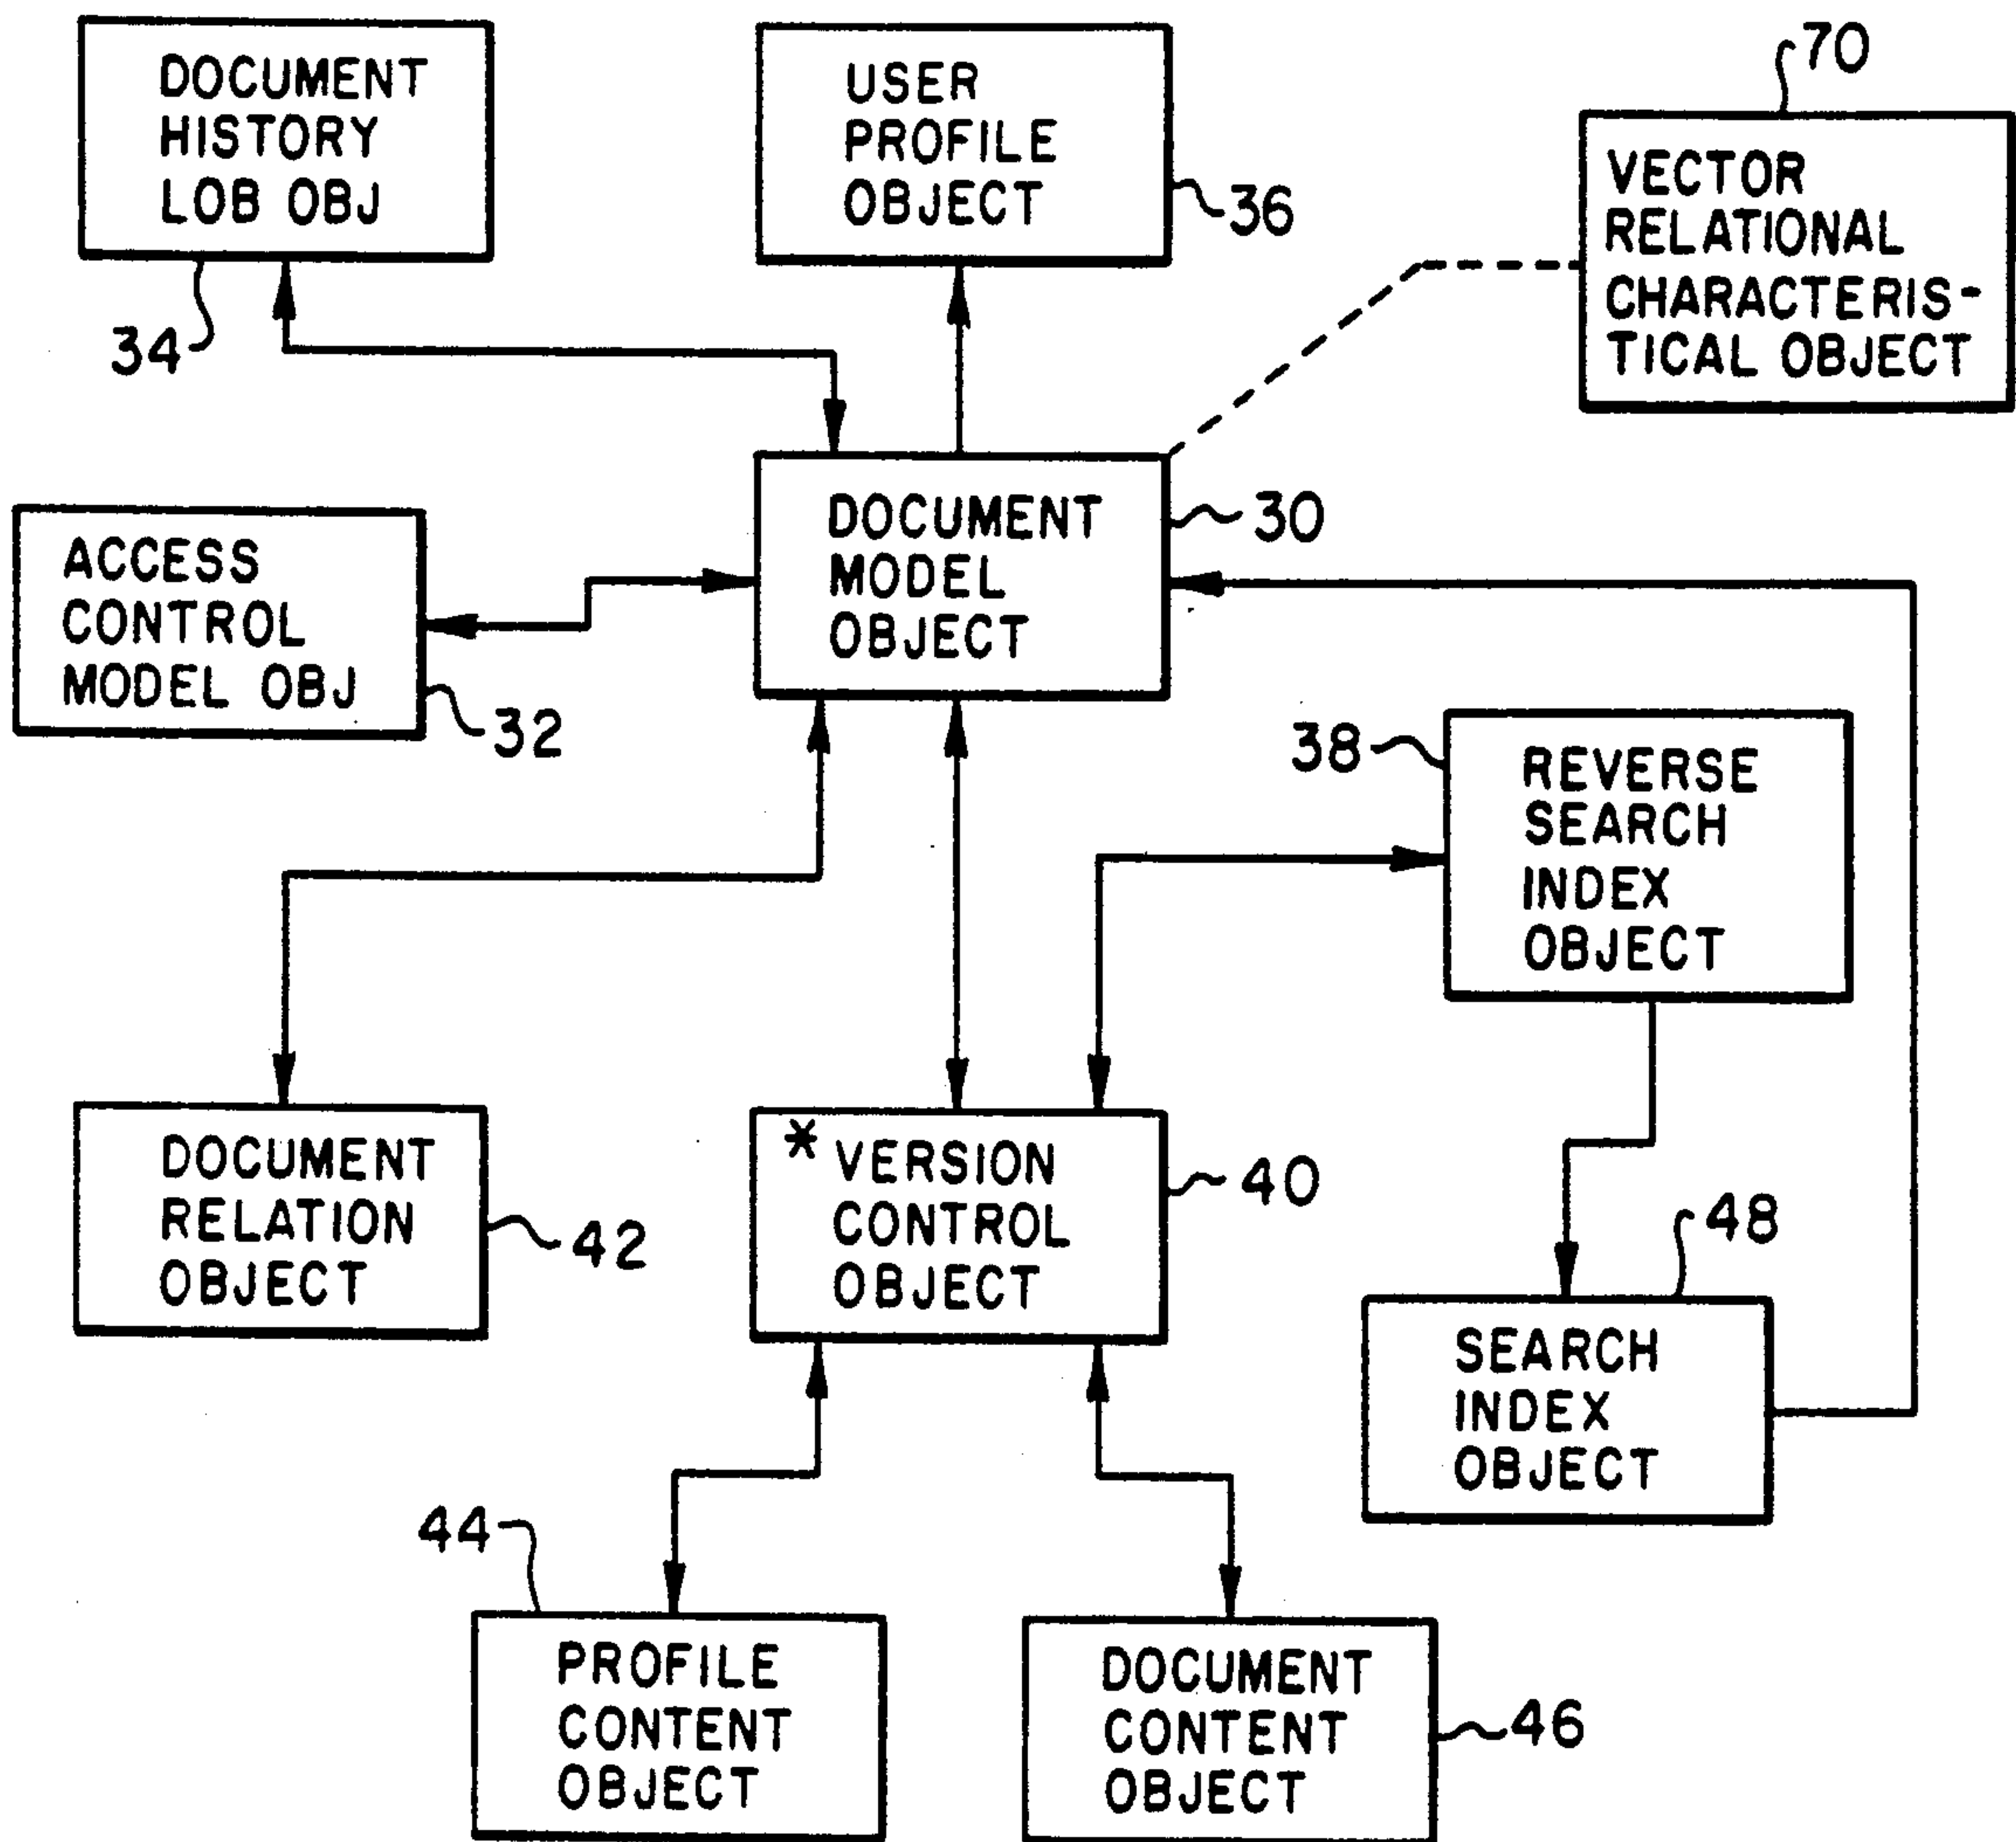 DOCUMENT
HISTORY
LOB OBJ
34
USER
PROFILE
OBJECT
36
70
VECTOR
RELATIONAL
CHARACTERIS-
TICAL OBJECT
DOCUMENT
MODEL
OBJECT
30
ACCESS
CONTROL
MODEL OBJ
32
38
REVERSE
SEARCH
INDEX
OBJECT
DOCUMENT
RELATION
OBJECT
42
* VERSION
CONTROL
OBJECT
40
48
SEARCH
INDEX
OBJECT
44
PROFILE
CONTENT
OBJECT
DOCUMENT
CONTENT
OBJECT
46